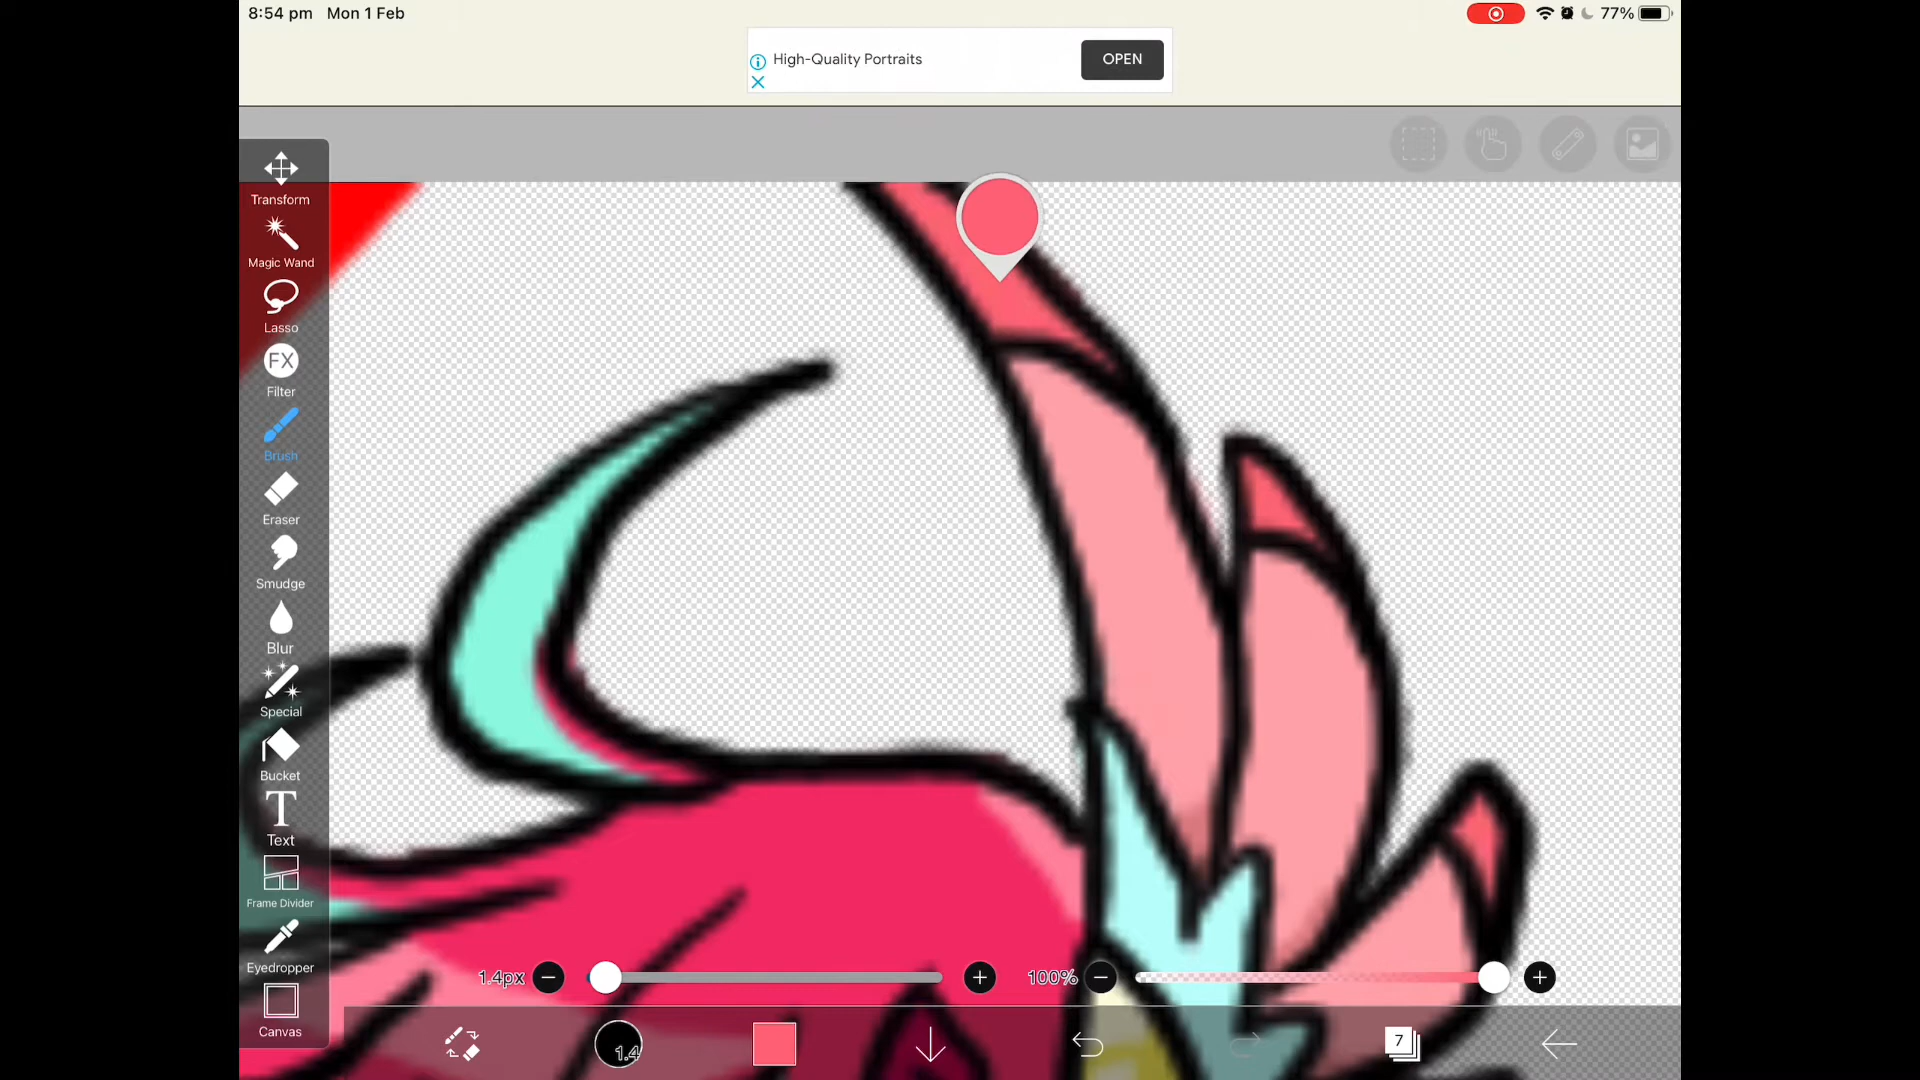 8:54 pm Mon 1 Feb
77%
High-Quality Portraits
OPEN
Transform
Magic Wand
Lasso
FX
Filter
Brush
Eraser
Smudge
Blur
Special
Bucket
T
Text
Frame Divider
Eyedropper
Canvas
1.4px
100%
1.4
7